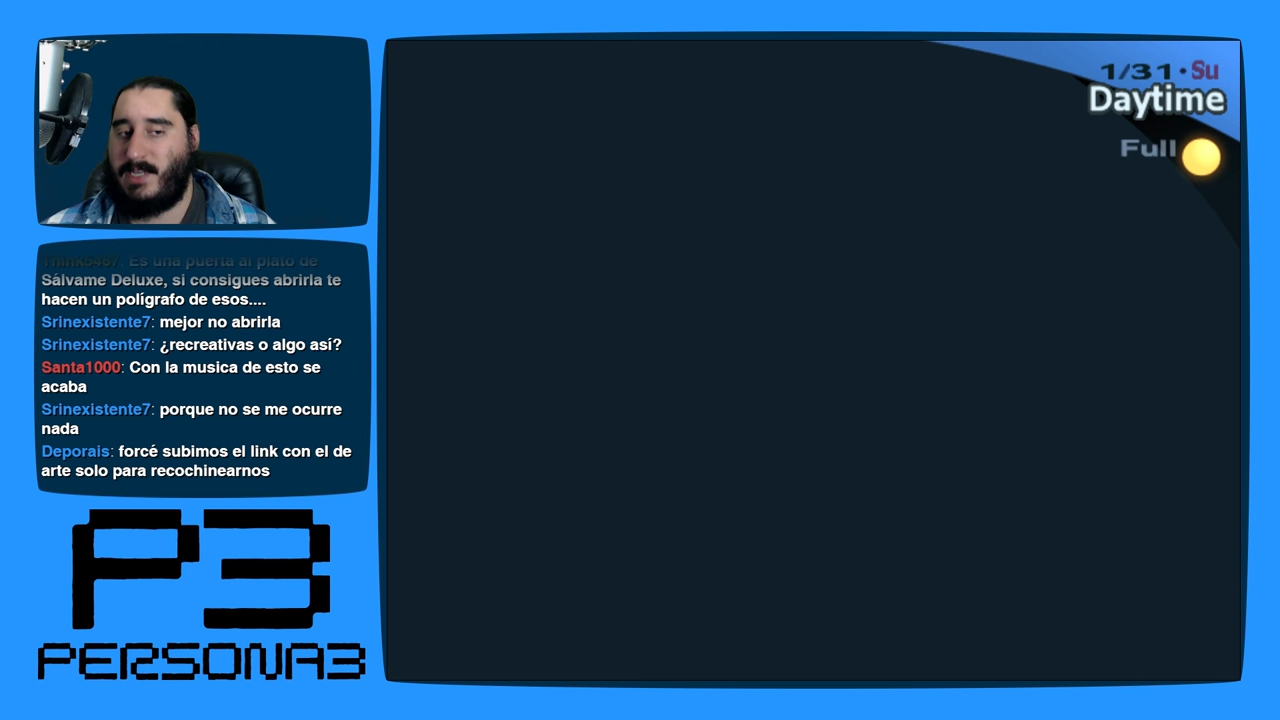 1/31・Su
Daytime
Full
Think5467 Es una puerta al plato de
Sálvame Deluxe, si consigues abrirla te
hacen un polígrafo de esos....
Srinexistente7: mejor no abrirla
Srinexistente7: ¿recreativas o algo así?
Santa1000: Con la musica de esto se
acaba
Srinexistente7: porque no se me ocurre
nada
Deporais: forcé subimos el link con el de
arte solo para recochinearnos
P3
PERSONA3